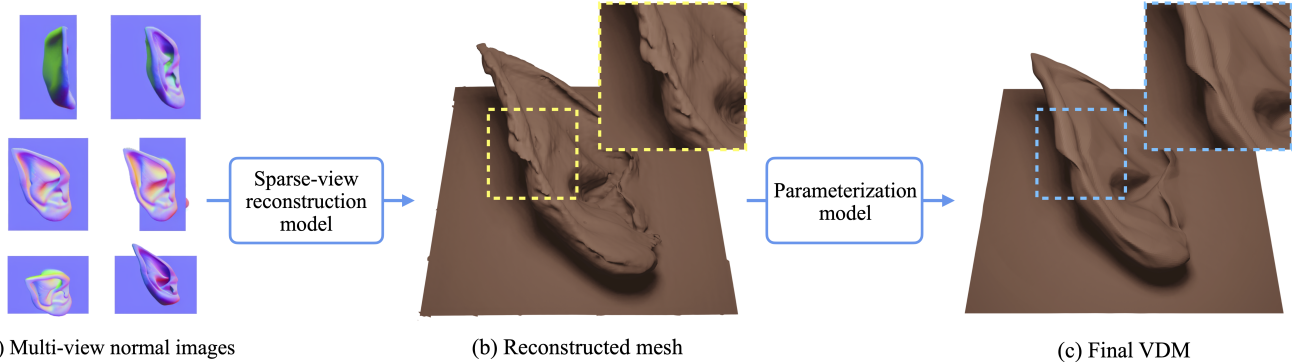 Sparse-view
reconstruction
model
Parameterization
model
) Multi-view normal images
(b) Reconstructed mesh
(c) Final VDM